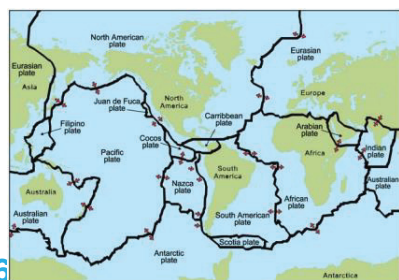 North American plate
Eurasian
plate
Eurasian
plate
Asia
Juan de Fuca
plate
North
America
Europe
Filipino
plate
Carribbean
plate
Arabian
plate
Cocos
plate
Africa
Indian
plate
Pacific
plate
Nazca
plate
South
America
Australia
Australian
plate
Australian
plate
South American
plate
African
plate
Scotia plate
Antarctic
plate
Antarctica